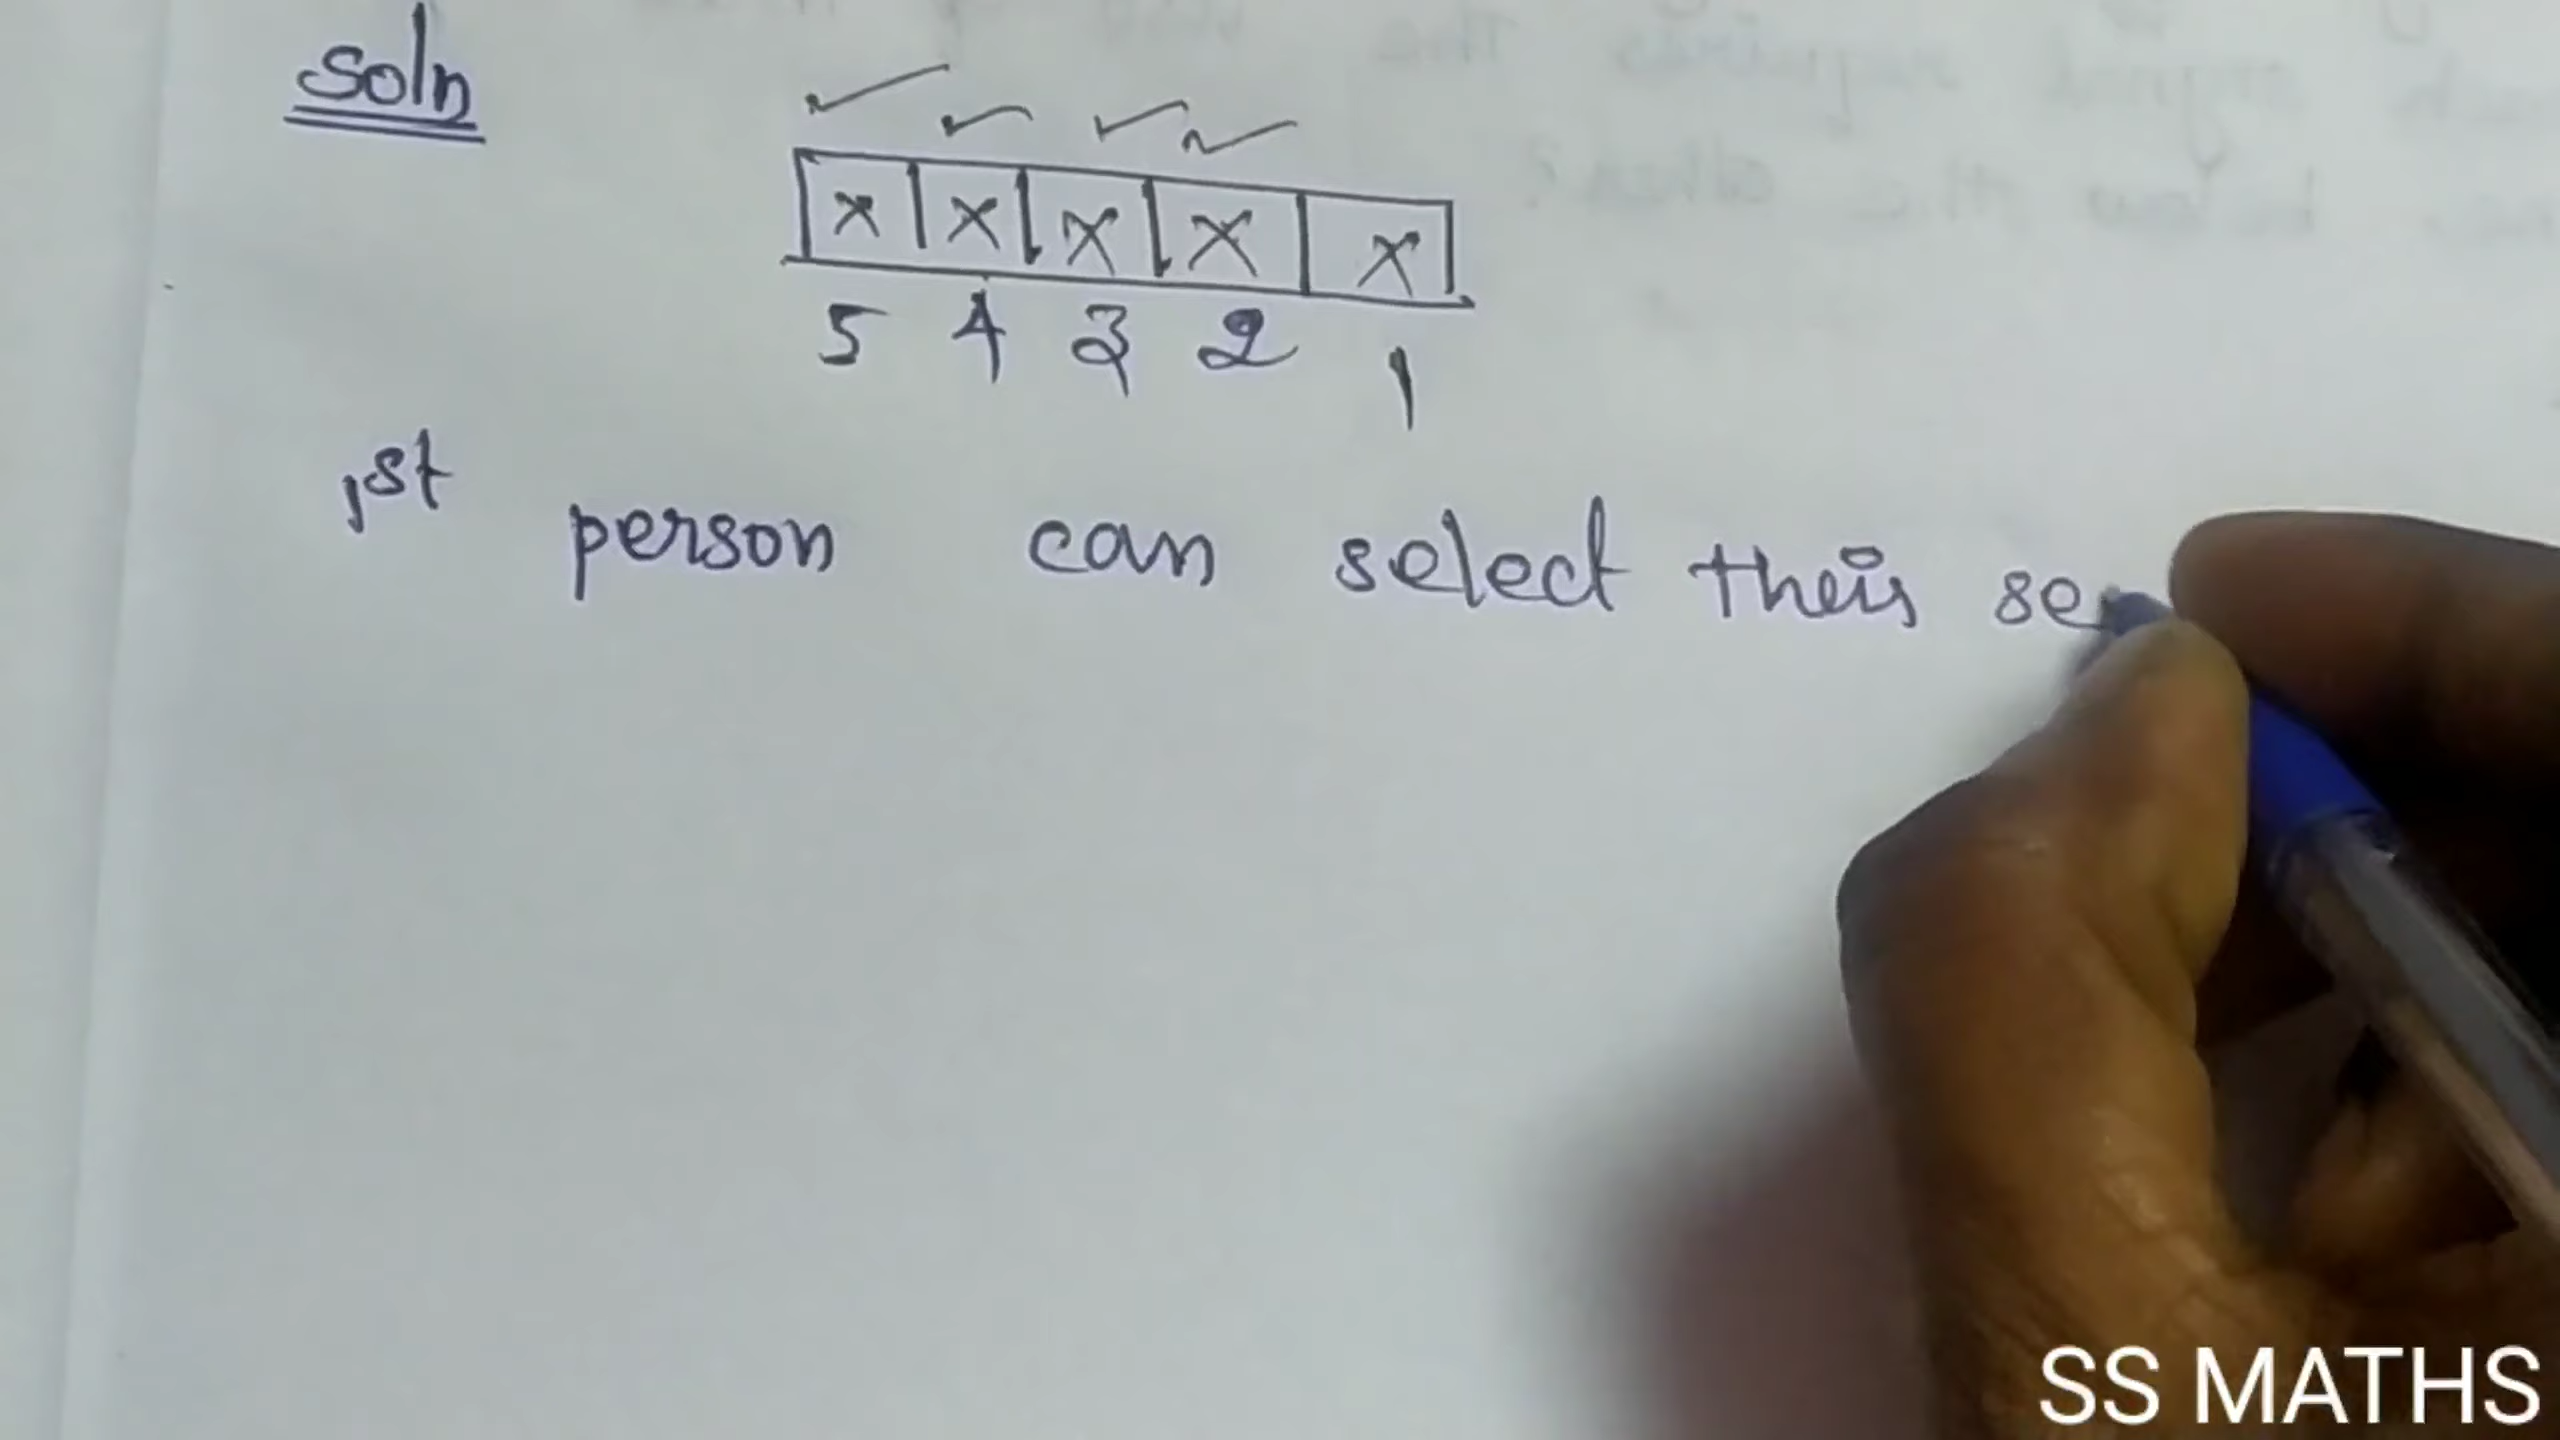 Soln
x x x x x
5 4 3 2 1
1st person can select their se
SS MATHS